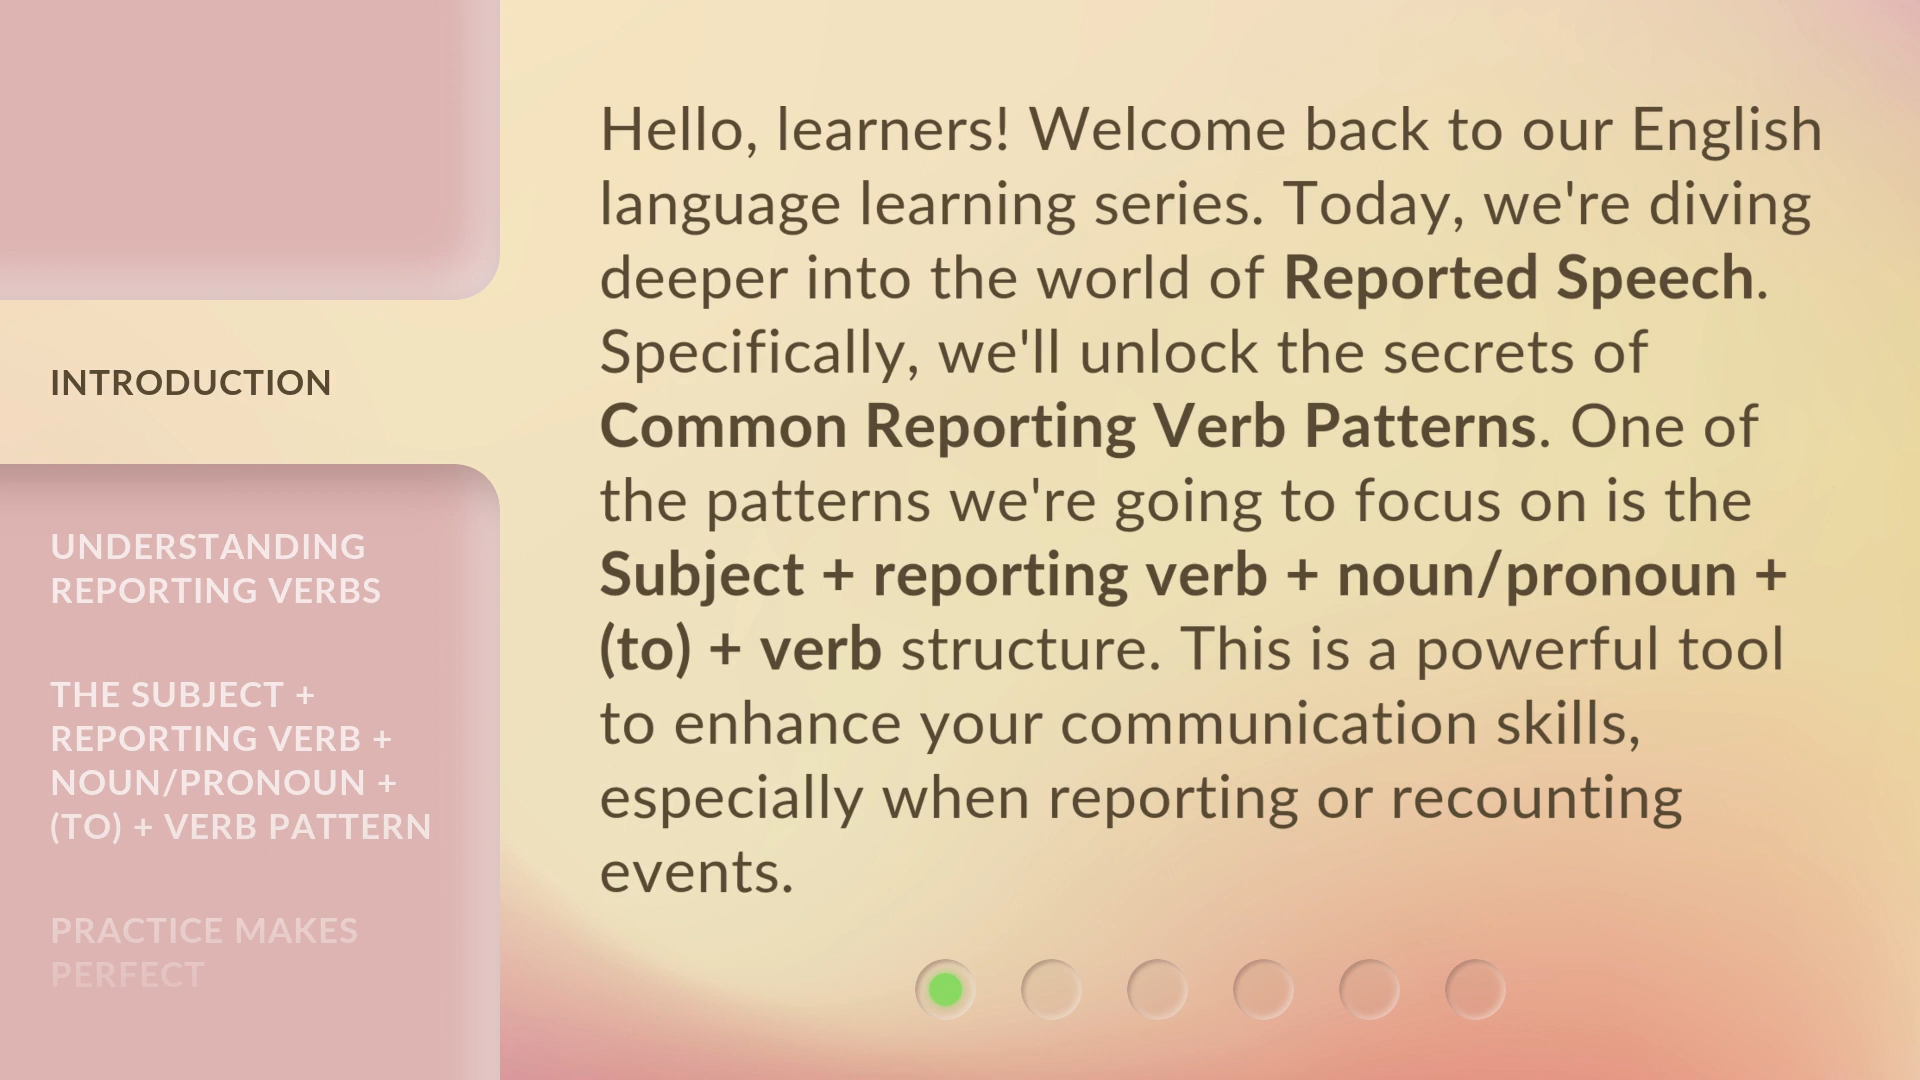 INTRODUCTION
UNDERSTANDING
REPORTING VERBS
THE SUBJECT +
REPORTING VERB +
NOUN/PRONOUN +
(TO) + VERB PATTERN
PRACTICE MAKES
PERFECT
Hello, learners! Welcome back to our English
language learning series. Today, we're diving
deeper into the world of Reported Speech.
Specifically, we'll unlock the secrets of
Common Reporting Verb Patterns. One of
the patterns we're going to focus on is the
Subject + reporting verb + noun/pronoun +
(to) + verb structure. This is a powerful tool
to enhance your communication skills,
especially when reporting or recounting
events.